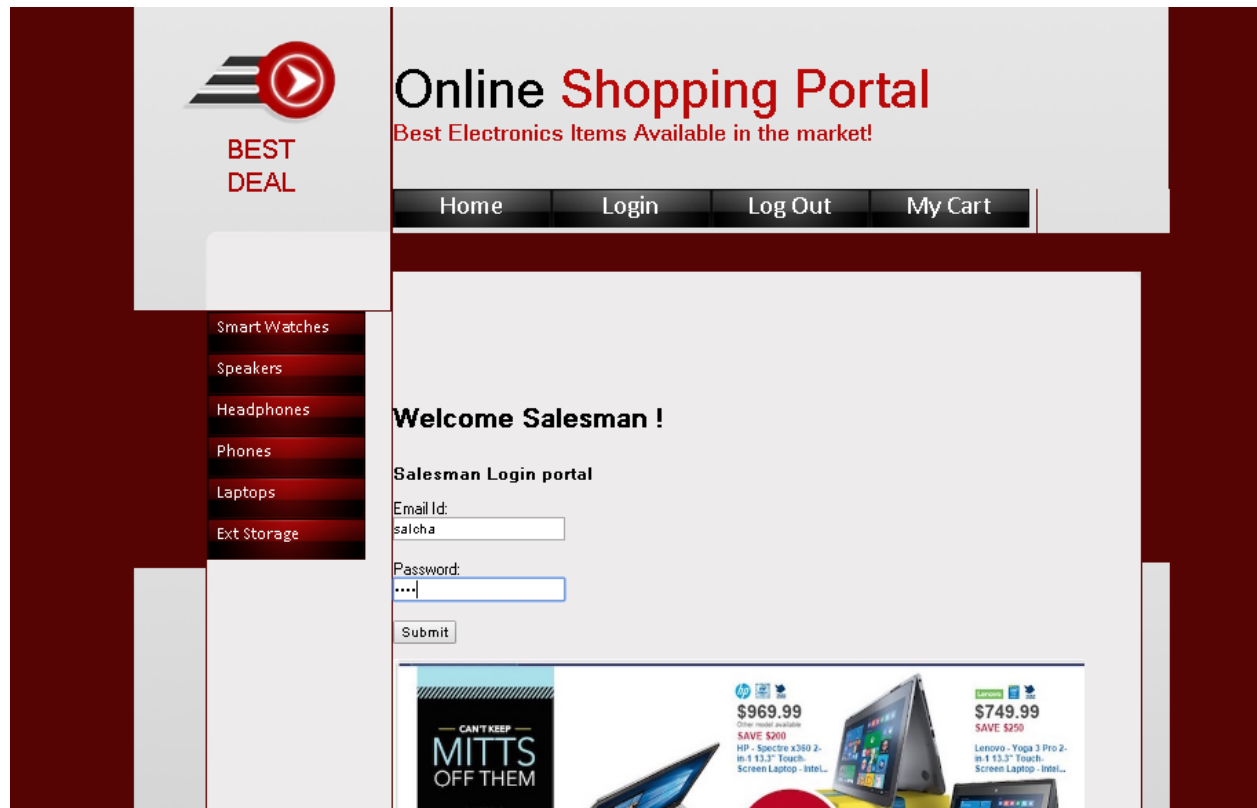 BEST
DEAL
Online Shopping Portal
Best Electronics Items Available in the market!
Home Login Log Out My Cart
Smart Watches
Speakers
Headphones
Phones
Laptops
Ext Storage
Welcome Salesman !
Salesman Login portal
Email Id:
salcha
Password:
••••
Submit
CAN'T KEEP
MITTS
OFF THEM
hp
$969.99
Other model available
SAVE $200
HP - Spectre x360 2-
in-1 13.3" Touch-
Screen Laptop - Intel...
Lenovo
$749.99
SAVE $250
Lenovo - Yoga 3 Pro 2-
in-1 13.3" Touch-
Screen Laptop - Intel...